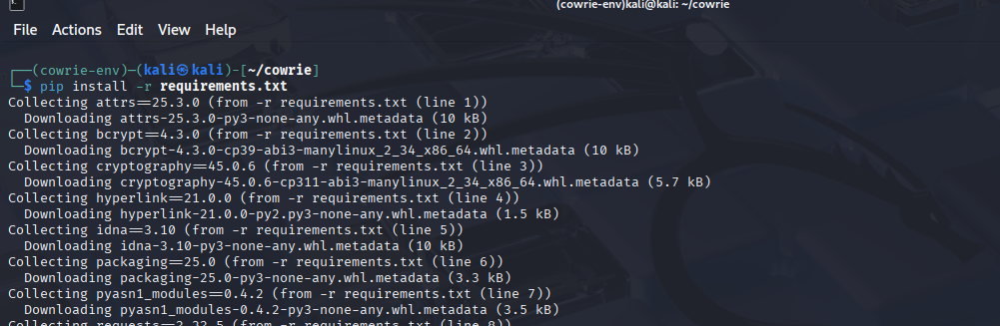 (cowrie-env)kali@kali: ~/cowrie
File Actions Edit View Help
┌──(cowrie-env)─(kali㉿kali)-[~/cowrie]
└─$ pip install -r requirements.txt
Collecting attrs==25.3.0 (from -r requirements.txt (line 1))
Downloading attrs-25.3.0-py3-none-any.whl.metadata (10 kB)
Collecting bcrypt==4.3.0 (from -r requirements.txt (line 2))
Downloading bcrypt-4.3.0-cp39-abi3-manylinux_2_34_x86_64.whl.metadata (10 kB)
Collecting cryptography==45.0.6 (from -r requirements.txt (line 3))
Downloading cryptography-45.0.6-cp311-abi3-manylinux_2_34_x86_64.whl.metadata (5.7 kB)
Collecting hyperlink==21.0.0 (from -r requirements.txt (line 4))
Downloading hyperlink-21.0.0-py2.py3-none-any.whl.metadata (1.5 kB)
Collecting idna==3.10 (from -r requirements.txt (line 5))
Downloading idna-3.10-py3-none-any.whl.metadata (10 kB)
Collecting packaging==25.0 (from -r requirements.txt (line 6))
Downloading packaging-25.0-py3-none-any.whl.metadata (3.3 kB)
Collecting pyasn1_modules==0.4.2 (from -r requirements.txt (line 7))
Downloading pyasn1_modules-0.4.2-py3-none-any.whl.metadata (3.5 kB)
Collecting (from -r requirements.txt (line 8))